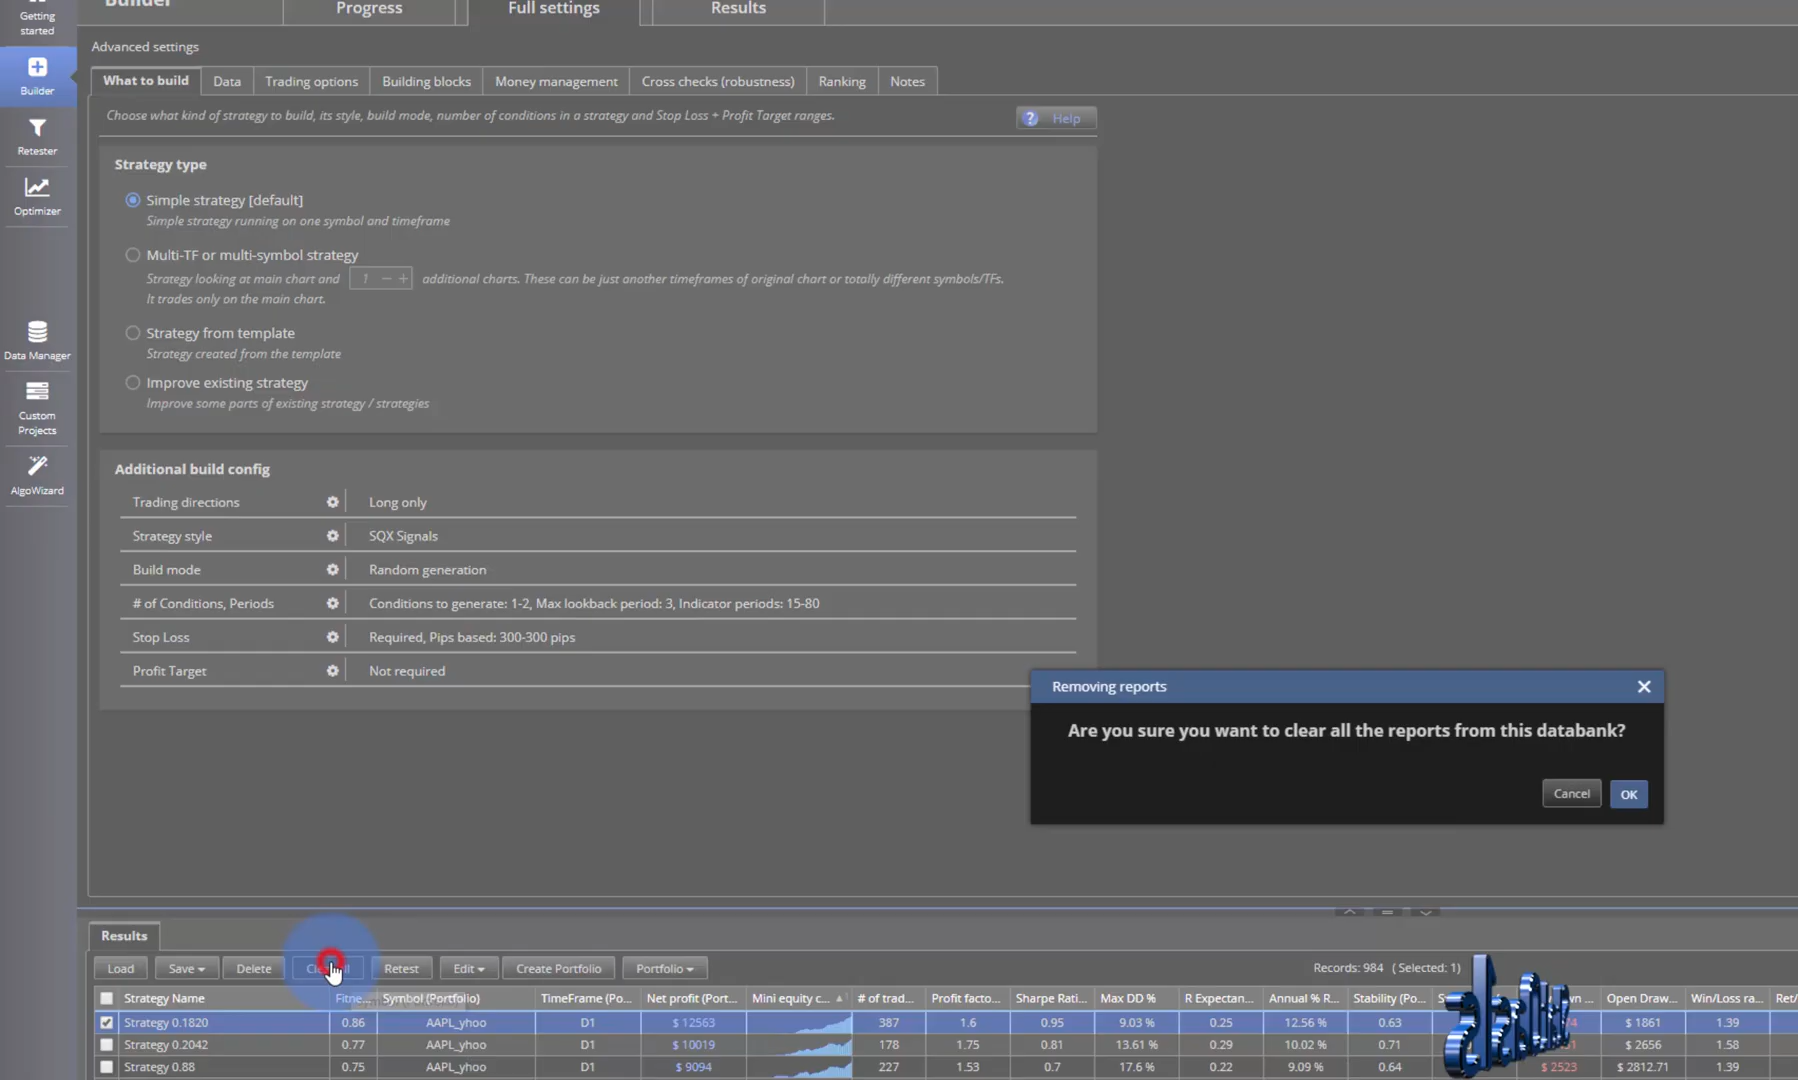 Getting
started
Builder
Progress
Full settings
Results
Advanced settings
Builder
What to build
Data
Trading options
Building blocks
Money management
Cross checks (robustness)
Ranking
Notes
Choose what kind of strategy to build, its style, build mode, number of conditions in a strategy and Stop Loss + Profit Target ranges.
? Help
Retester
Strategy type
Simple strategy [default]
Simple strategy running on one symbol and timeframe
Optimizer
Multi-TF or multi-symbol strategy
Strategy looking at main chart and 1 − + additional charts. These can be just another timeframes of original chart or totally different symbols/TFs.
It trades only on the main chart.
Strategy from template
Strategy created from the template
Data Manager
Improve existing strategy
Improve some parts of existing strategy / strategies
Custom
Projects
AlgoWizard
Additional build config
Trading directions Long only
Strategy style SQX Signals
Build mode Random generation
# of Conditions, Periods Conditions to generate: 1-2, Max lookback period: 3, Indicator periods: 15-80
Stop Loss Required, Pips based: 300-300 pips
Profit Target Not required
Removing reports
Are you sure you want to clear all the reports from this databank?
Cancel OK
Results
Load Save Delete Retest Edit Create Portfolio Portfolio Records: 984 (Selected: 1)
Strategy Name Fitne... Symbol (Portfolio) TimeFrame (Po... Net profit (Port... Mini equity c... # of trad... Profit facto... Sharpe Rati... Max DD % R Expectan... Annual % R... Stability (Po... Open Draw... Win/Loss ra... Ret/
Strategy 0.1820 0.86 AAPL_yhoo D1 $ 12563 387 1.6 0.95 9.03 % 0.25 12.56 % 0.63 $ 1861 1.39
Strategy 0.2042 0.77 AAPL_yhoo D1 $ 10019 178 1.75 0.81 13.61 % 0.29 10.02 % 0.71 $ 2656 1.58
Strategy 0.88 0.75 AAPL_yhoo D1 $ 9094 227 1.53 0.7 17.6 % 0.22 9.09 % 0.64 $ 2523 $ 2812.71 1.39